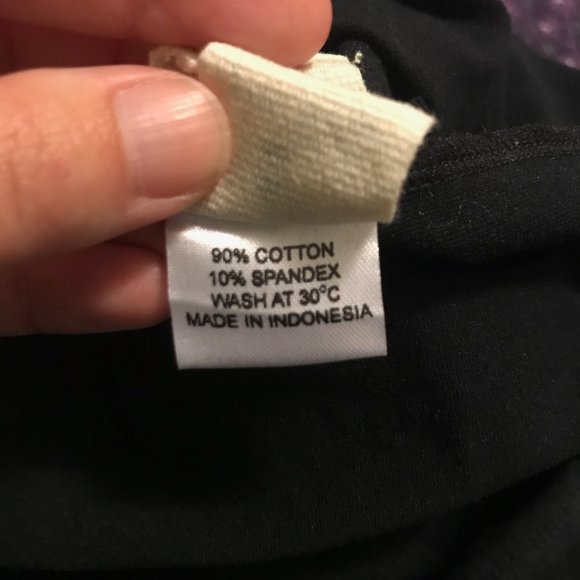 90% COTTON
10% SPANDEX
WASH AT 30°C
MADE IN INDONESIA